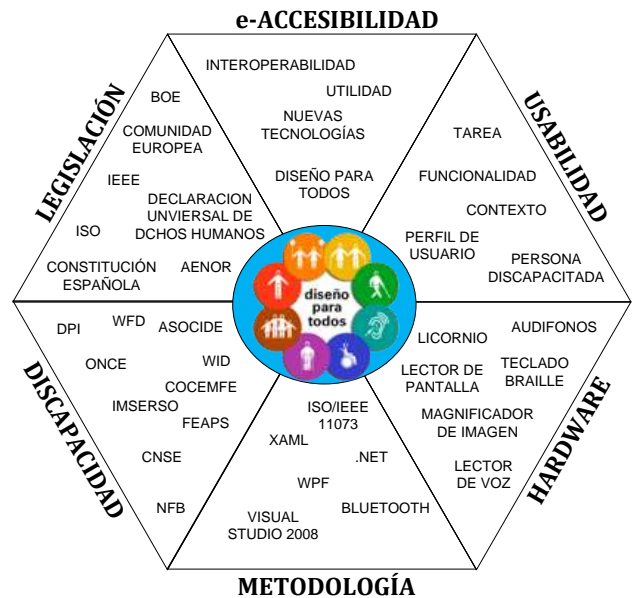 e-ACCESIBILIDAD
INTEROPERABILIDAD
UTILIDAD
NUEVAS
TECNOLOGÍAS
DISEÑO PARA
TODOS
USABILIDAD
TAREA
FUNCIONALIDAD
CONTEXTO
PERFIL DE
USUARIO
PERSONA
DISCAPACITADA
HARDWARE
LICORNIO
AUDIFONOS
LECTOR DE
PANTALLA
TECLADO
BRAILLE
MAGNIFICADOR
DE IMAGEN
LECTOR
DE VOZ
METODOLOGÍA
ISO/IEEE
11073
XAML
.NET
WPF
BLUETOOTH
VISUAL
STUDIO 2008
DISCAPACIDAD
DPI
WFD
ASOCIDE
ONCE
WID
COCEMFE
IMSERSO
FEAPS
CNSE
NFB
LEGISLACIÓN
BOE
COMUNIDAD
EUROPEA
IEEE
DECLARACION
UNVIERSAL DE
DCHOS HUMANOS
ISO
CONSTITUCIÓN
ESPAÑOLA
AENOR
diseño
para
todos